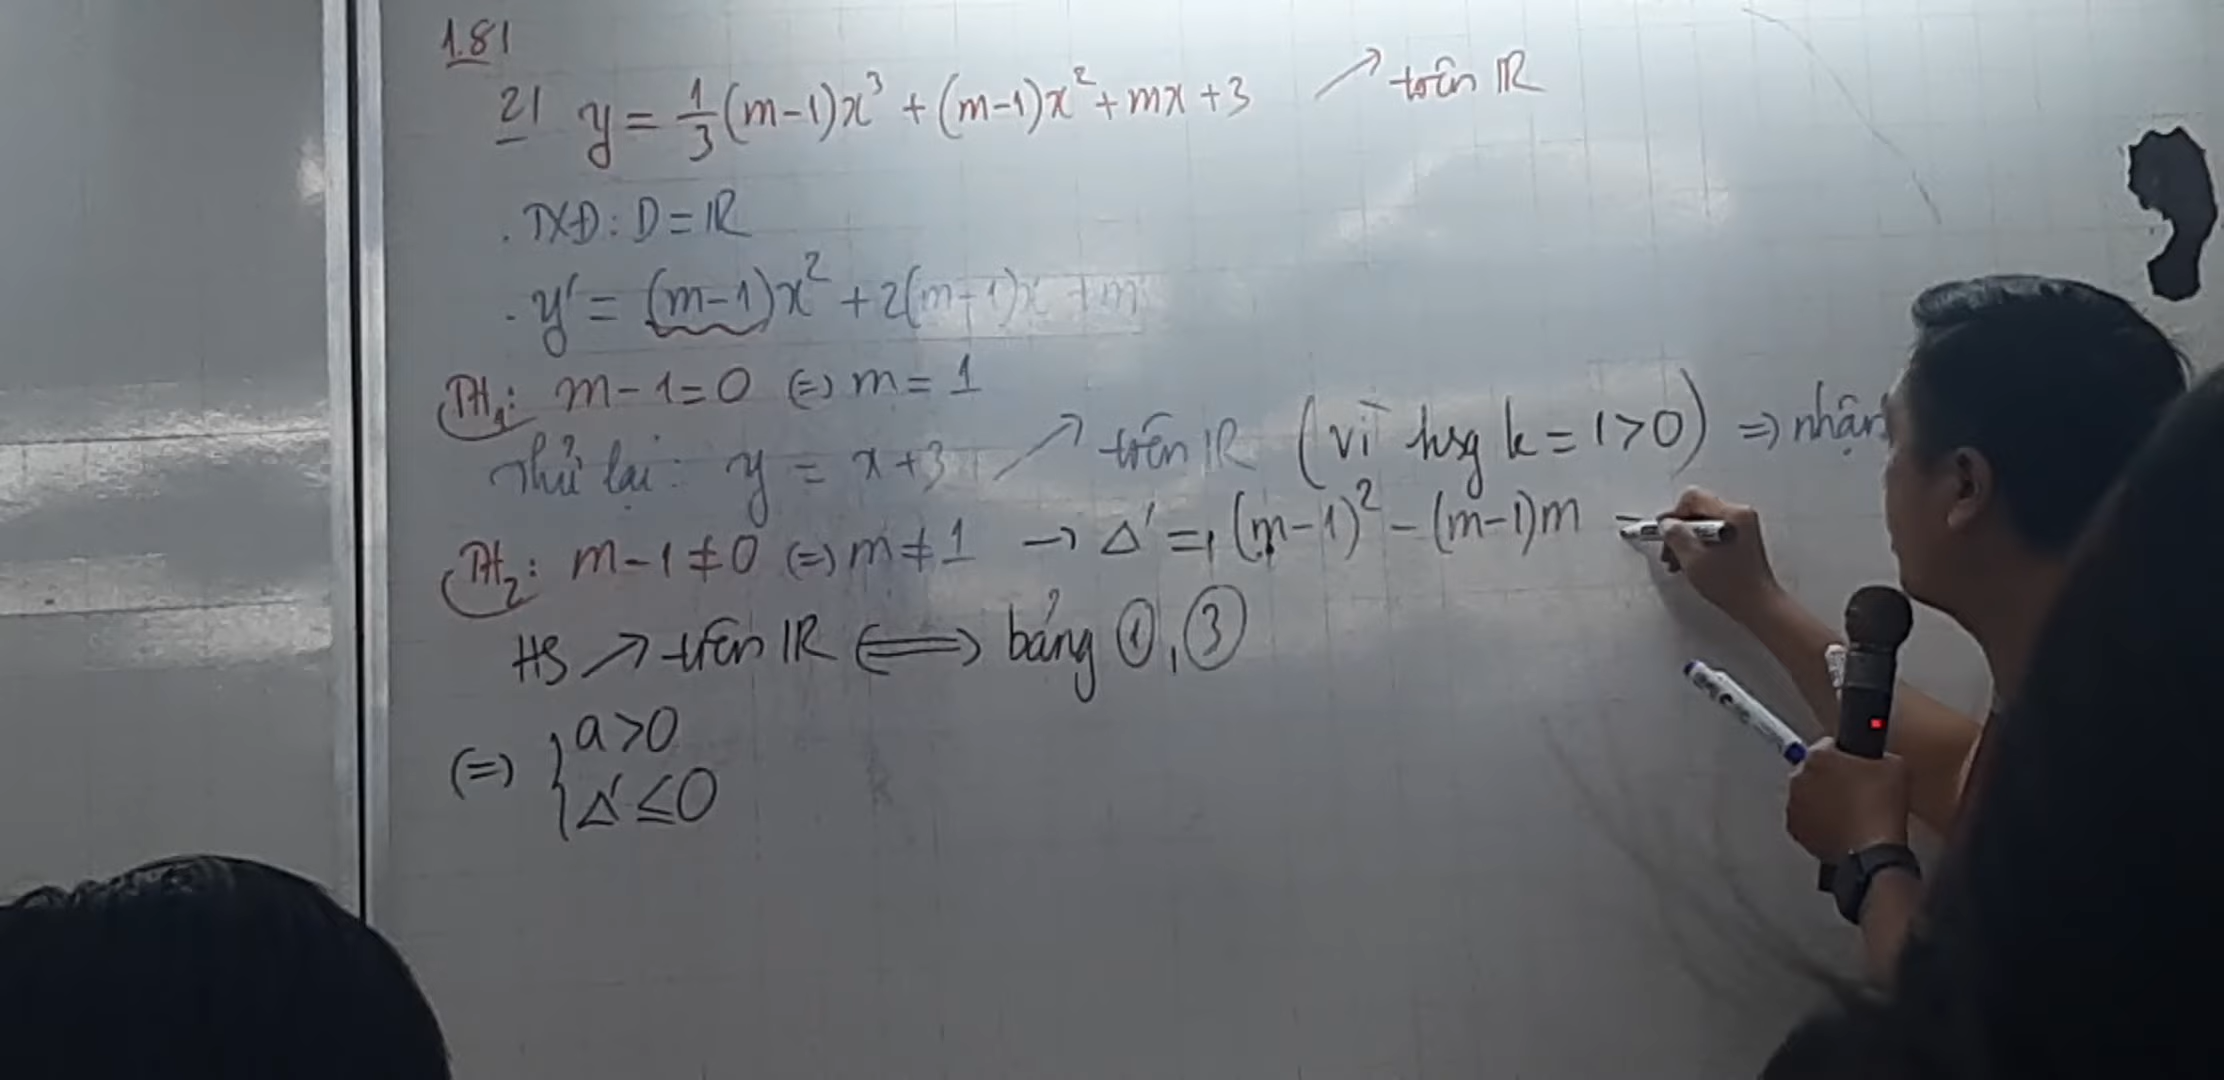 1.81
2/ y = 1/3 (m-1)x³ + (m-1)x² + mx + 3 ↗ trên ℝ
. TXĐ: D = ℝ
. y' = (m-1)x² + 2(m-1)x + m
TH₁: m-1=0 (=) m = 1
Thử lại: y = x+3 ↗ trên ℝ (vì hsg k = 1 > 0) => nhận
TH₂: m-1≠0 (=) m≠1 → Δ' = (m-1)² - (m-1)m =
HS ↗ trên ℝ <=> bảng ①, ③
(=) { a>0
Δ' ≤ 0